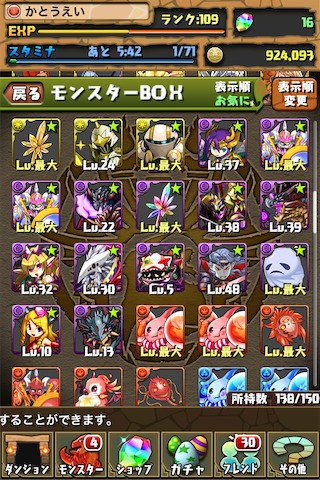 かとうえい ランク:109 16
EXP
スタミナ あと 5:42 1/71 924,093
戻る モンスターBOX 表示順 お気に 表示順変更
Lv.最大 Lv.24 Lv.最大 Lv.37 Lv.最大
Lv.最大 Lv.22 Lv.最大 Lv.38 Lv.39
Lv.12 Lv.30 Lv.5 Lv.48 Lv.最大
Lv.10 Lv.13 Lv.最大 Lv.最大 Lv.最大
所持数 138/150
することができます。
4 30
ダンジョン モンスター ショップ ガチャ フレンド その他